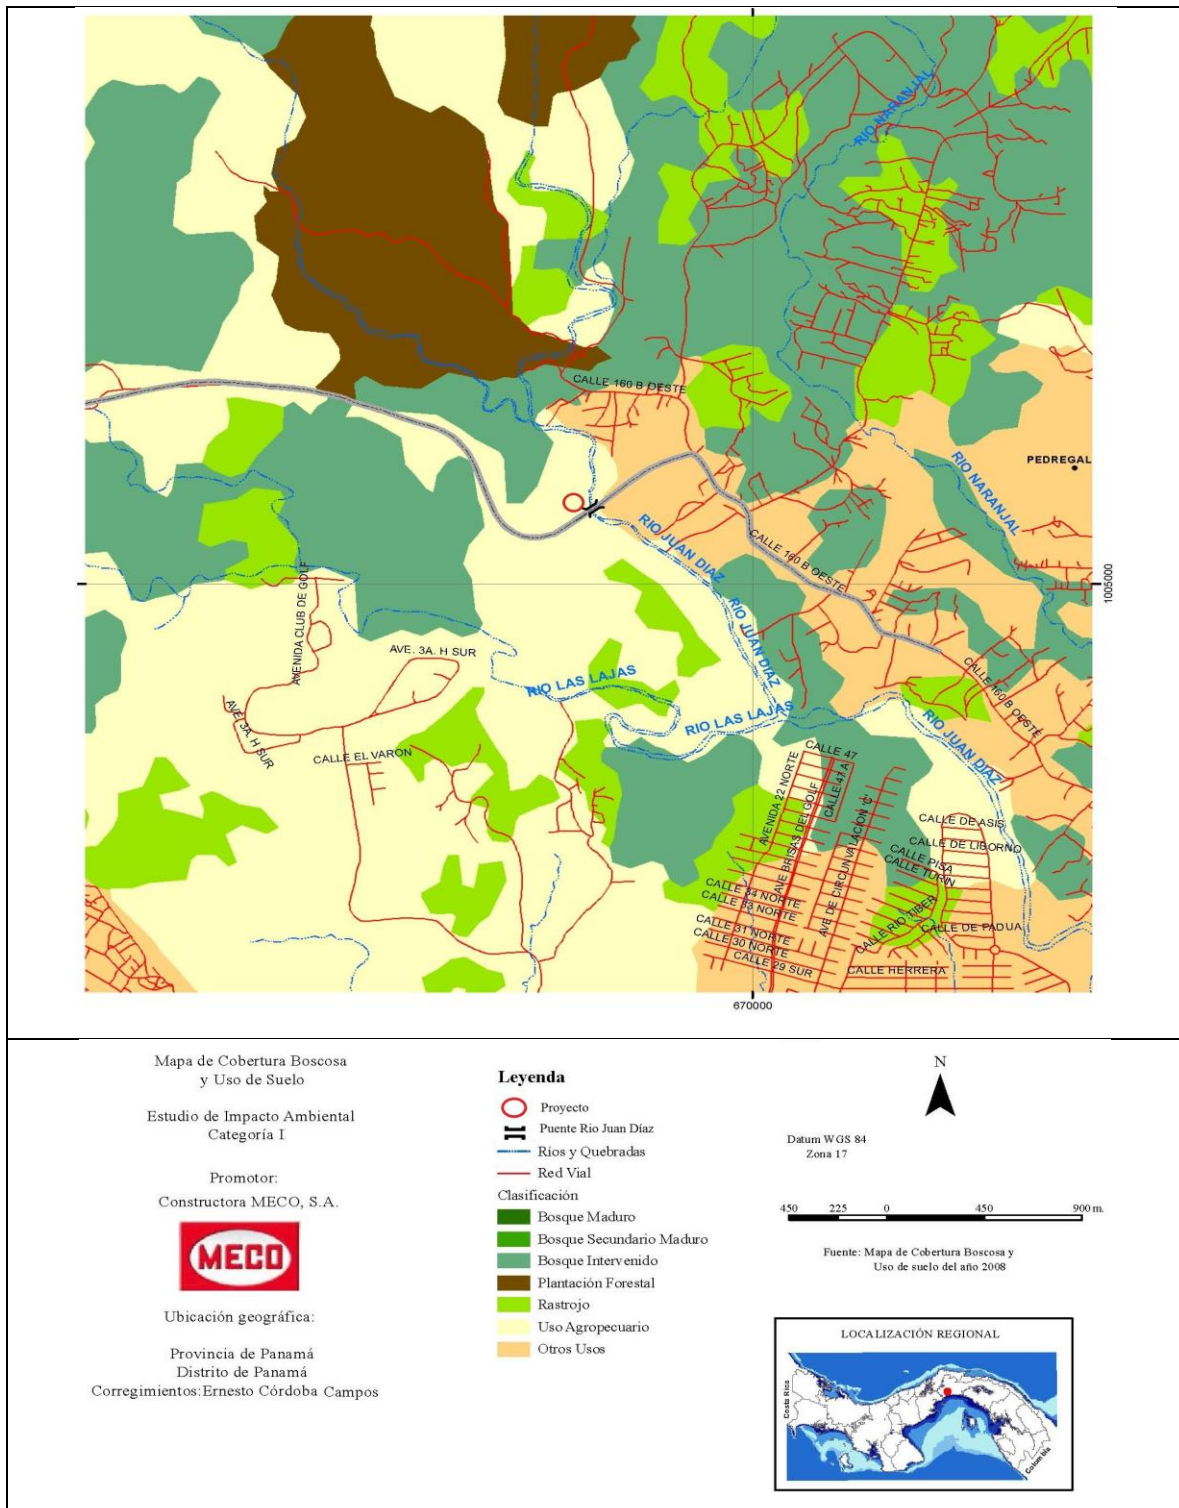 RIO NARANJAL
CALLE 160 B OESTE
PEDREGAL
RIO NARANJAL
RIO JUAN DIAZ
CALLE 160 B OESTE
1005000
AVENIDA CLUB DE GOLF
RIO JUAN DIAZ
AVE. 3A. H SUR
RIO LAS LAJAS
CALLE 160 B OESTE
AVE. 3A. H SUR
RIO LAS LAJAS
RIO JUAN DIAZ
CALLE EL VARON
CALLE 47
AVENIDA 22 NORTE
CALLE 47 A
AVE BRISAS DEL GOLF
AVE DE CIRCUNVALACION 'C'
CALLE DE ASIS
CALLE DE LIBORNO
CALLE PISA
CALLE TURIN
CALLE 34 NORTE
CALLE 33 NORTE
CALLE RIO TIBER
CALLE 31 NORTE
CALLE DE PADUA
CALLE 30 NORTE
CALLE 29 SUR
CALLE HERRERA
670000
Mapa de Cobertura Boscosa
y Uso de Suelo
Estudio de Impacto Ambiental
Categoría I
Promotor:
Constructora MECO, S.A.
MECO
Ubicación geográfica:
Provincia de Panamá
Distrito de Panamá
Corregimientos:Ernesto Córdoba Campos
Leyenda
Proyecto
Puente Rio Juan Díaz
Ríos y Quebradas
Red Vial
Clasificación
Bosque Maduro
Bosque Secundario Maduro
Bosque Intervenido
Plantación Forestal
Rastrojo
Uso Agropecuario
Otros Usos
N
Datum WGS 84
Zona 17
450 225 0 450 900 m.
Fuente: Mapa de Cobertura Boscosa y
Uso de suelo del año 2008
LOCALIZACIÓN REGIONAL
Costa Rica
Colombia